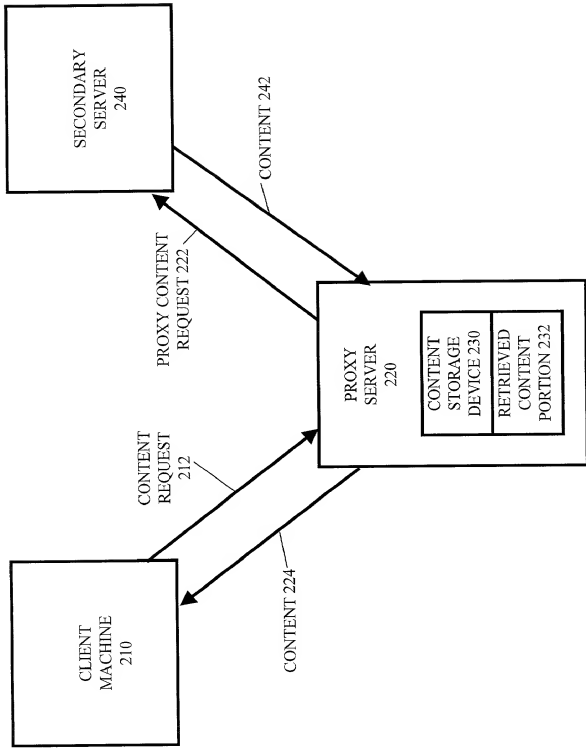 CLIENT
MACHINE
210
CONTENT
REQUEST
212
CONTENT 224
PROXY CONTENT
REQUEST 222
CONTENT 242
SECONDARY
SERVER
240
PROXY
SERVER
220
CONTENT
STORAGE
DEVICE 230
RETRIEVED
CONTENT
PORTION 232